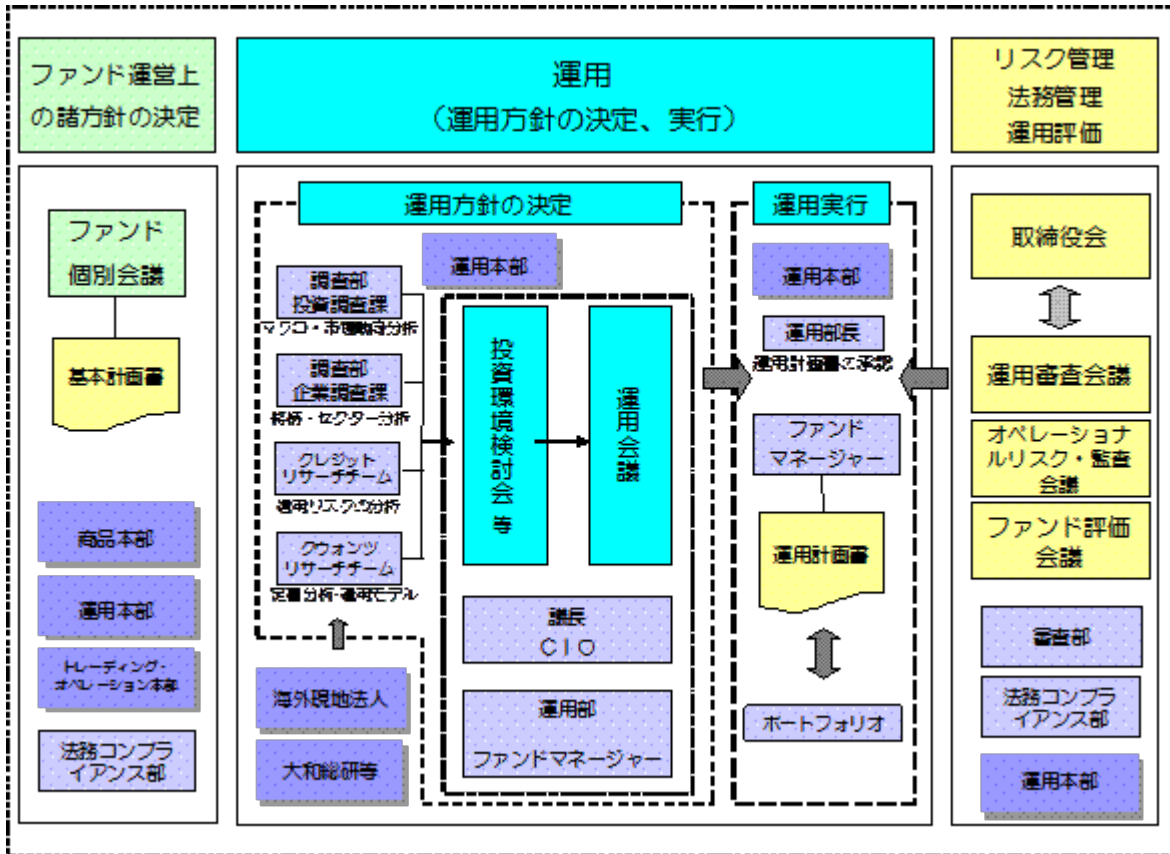 ファンド運営上
の諸方針の決定
運用
（運用方針の決定、実行）
リスク管理
法務管理
運用評価
ファンド
個別会議
基本計画書
商品本部
運用本部
トレーディング・
オペレーション本部
法務コンプラ
イアンス部
運用方針の決定
運用本部
調査部
投資調査課
マクロ・市場動向分析
調査部
企業調査課
銘柄・セクター分析
クレジット
リサーチチーム
運用リスクの分析
クウォンツ
リサーチチーム
定量分析・運用モデル
海外現地法人
大和総研等
投資環境検討会 等
運用会議
議長
CIO
運用部
ファンドマネージャー
運用実行
運用本部
運用部長
運用計画書の承認
ファンド
マネージャー
運用計画書
ポートフォリオ
取締役会
運用審査会議
オペレーショナ
ルリスク・監査
会議
ファンド評価
会議
審査部
法務コンプラ
イアンス部
運用本部